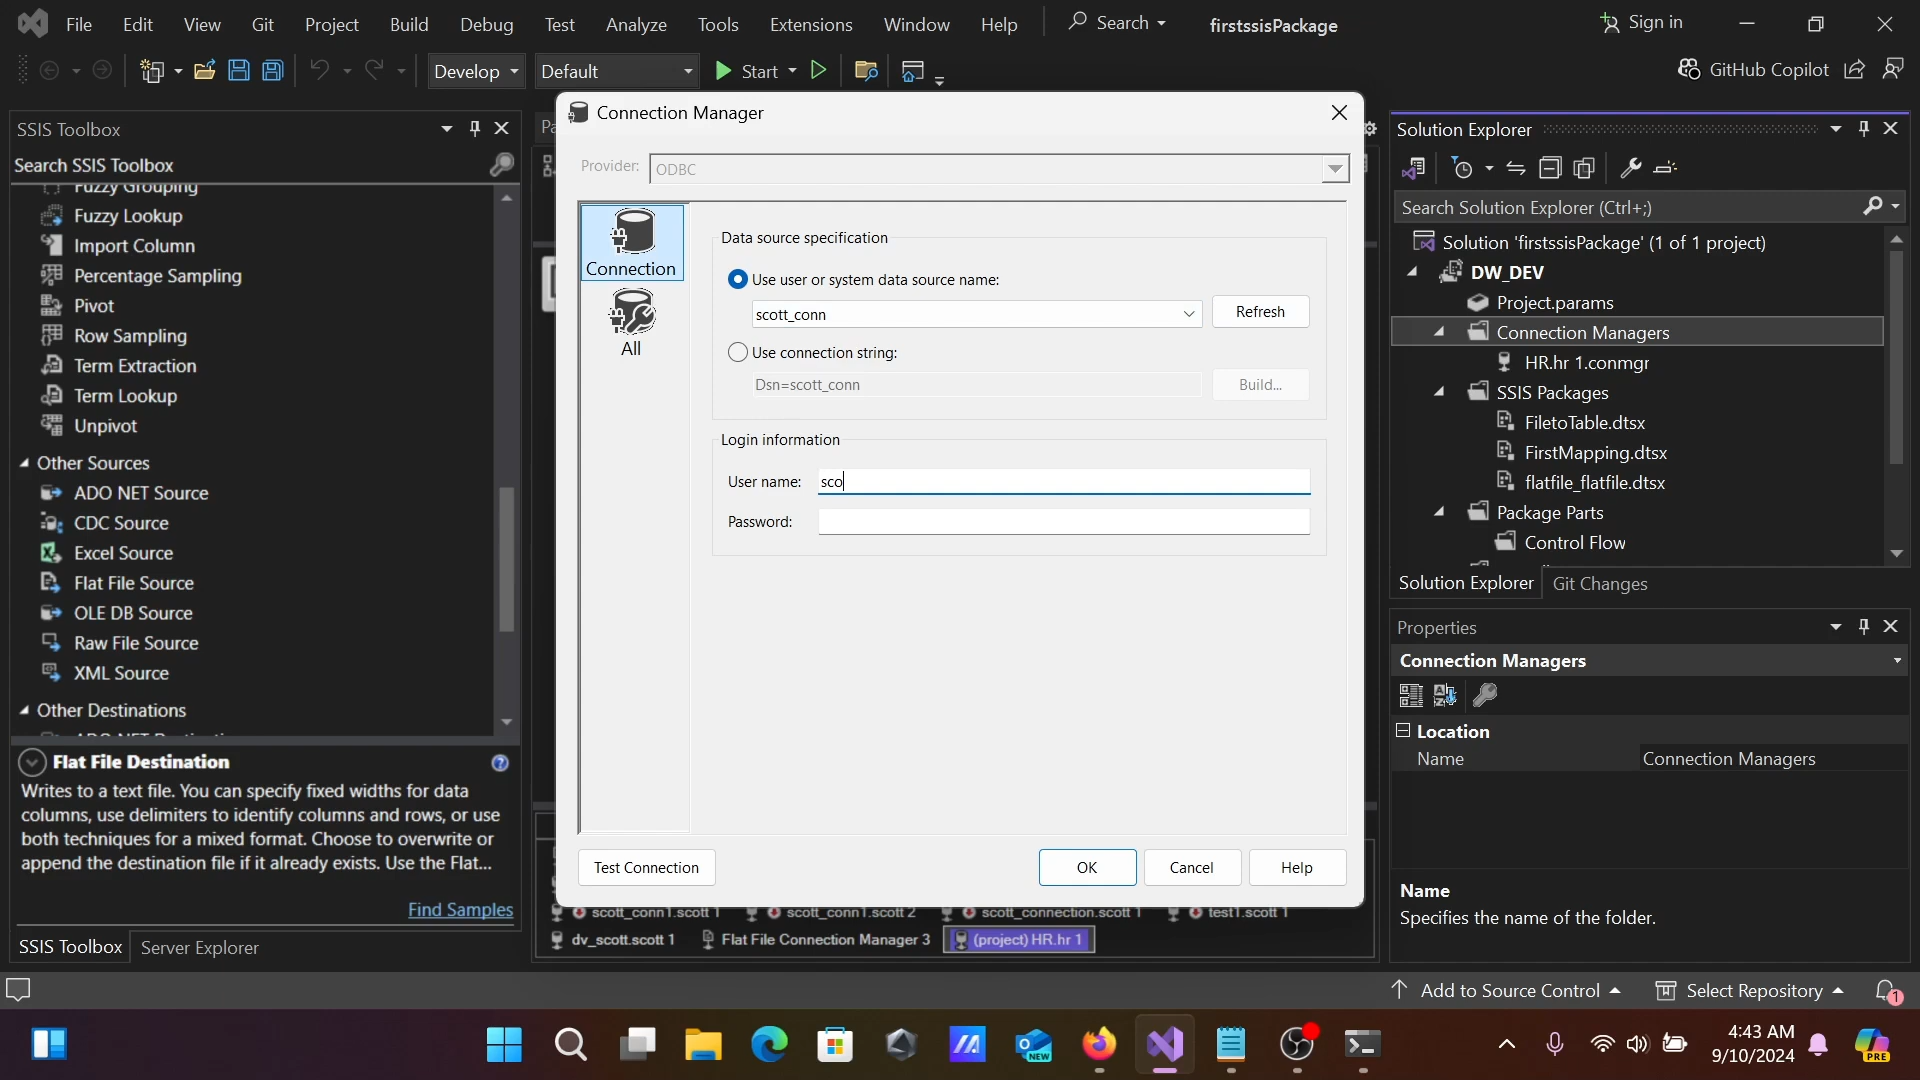 File Edit View Git Project Build Debug Test Analyze Tools Extensions Window Help Search firstssisPackage Sign in
Develop Default Start GitHub Copilot
SSIS Toolbox
Search SSIS Toolbox
Fuzzy Grouping
Fuzzy Lookup
Import Column
Percentage Sampling
Pivot
Row Sampling
Term Extraction
Term Lookup
Unpivot
Other Sources
ADO NET Source
CDC Source
Excel Source
Flat File Source
OLE DB Source
Raw File Source
XML Source
Other Destinations
Flat File Destination
Writes to a text file. You can specify fixed widths for data
columns, use delimiters to identify columns and rows, or use
both techniques for a mixed format. Choose to overwrite or
append the destination file if it already exists. Use the Flat...
Find Samples
SSIS Toolbox Server Explorer
Connection Manager
Provider: ODBC
Connection
All
Data source specification
Use user or system data source name:
scott_conn Refresh
Use connection string:
Dsn=scott_conn Build...
Login information
User name: sco
Password:
Test Connection OK Cancel Help
scott_conn1.scott 1 scott_conn1.scott 2 scott_connection.scott 1 test1.scott 1
dv_scott.scott 1 Flat File Connection Manager 3 (project) HR.hr 1
Solution Explorer
Search Solution Explorer (Ctrl+;)
Solution 'firstssisPackage' (1 of 1 project)
DW_DEV
Project.params
Connection Managers
HR.hr 1.conmgr
SSIS Packages
FiletoTable.dtsx
FirstMapping.dtsx
flatfile_flatfile.dtsx
Package Parts
Control Flow
Solution Explorer Git Changes
Properties
Connection Managers
Location
Name Connection Managers
Name
Specifies the name of the folder.
Add to Source Control Select Repository 1
NEW
4:43 AM
9/10/2024
PRE